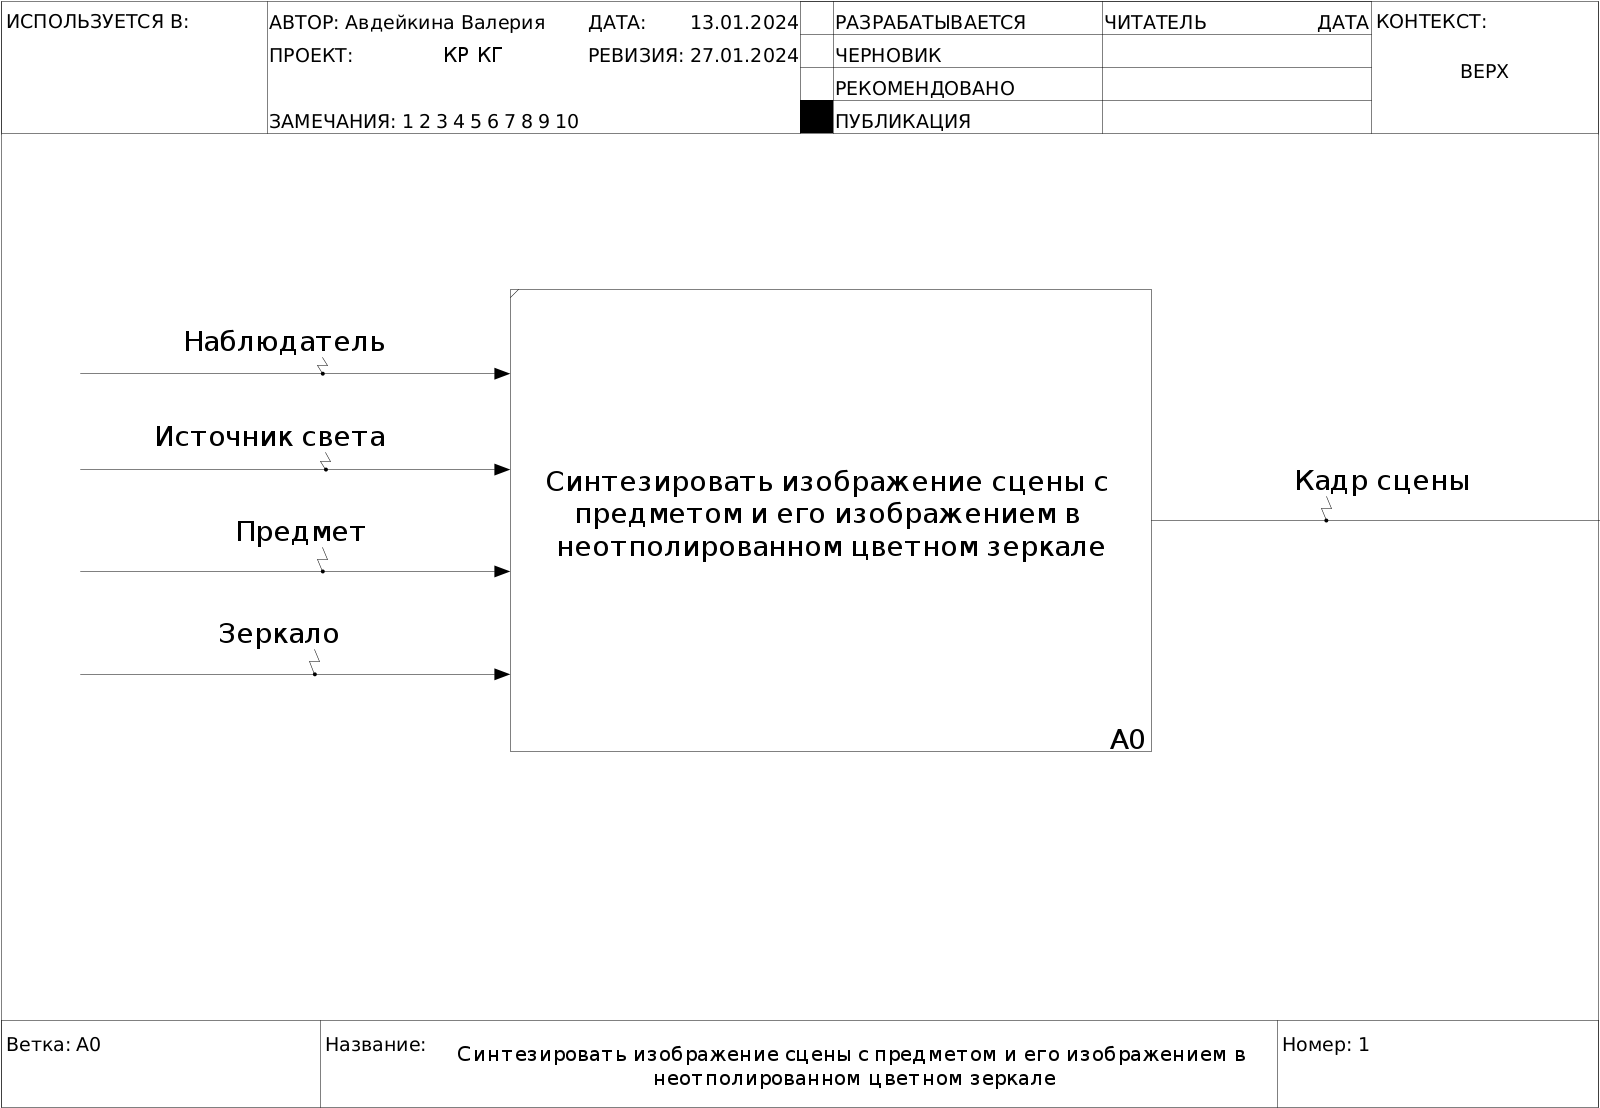 ИСПОЛЬЗУЕТСЯ В:
АВТОР: Авдейкина Валерия
ДАТА: 13.01.2024
РАЗРАБАТЫВАЕТСЯ
ЧИТАТЕЛЬ
ДАТА
КОНТЕКСТ:
ПРОЕКТ: КР КГ
РЕВИЗИЯ: 27.01.2024
ЧЕРНОВИК
ВЕРХ
РЕКОМЕНДОВАНО
ЗАМЕЧАНИЯ: 1 2 3 4 5 6 7 8 9 10
ПУБЛИКАЦИЯ
Наблюдатель
Источник света
Предмет
Зеркало
Синтезировать изображение сцены с
предметом и его изображением в
неотполированном цветном зеркале
A0
Кадр сцены
Ветка: A0
Название:
Синтезировать изображение сцены с предметом и его изображением в
неотполированном цветном зеркале
Номер: 1